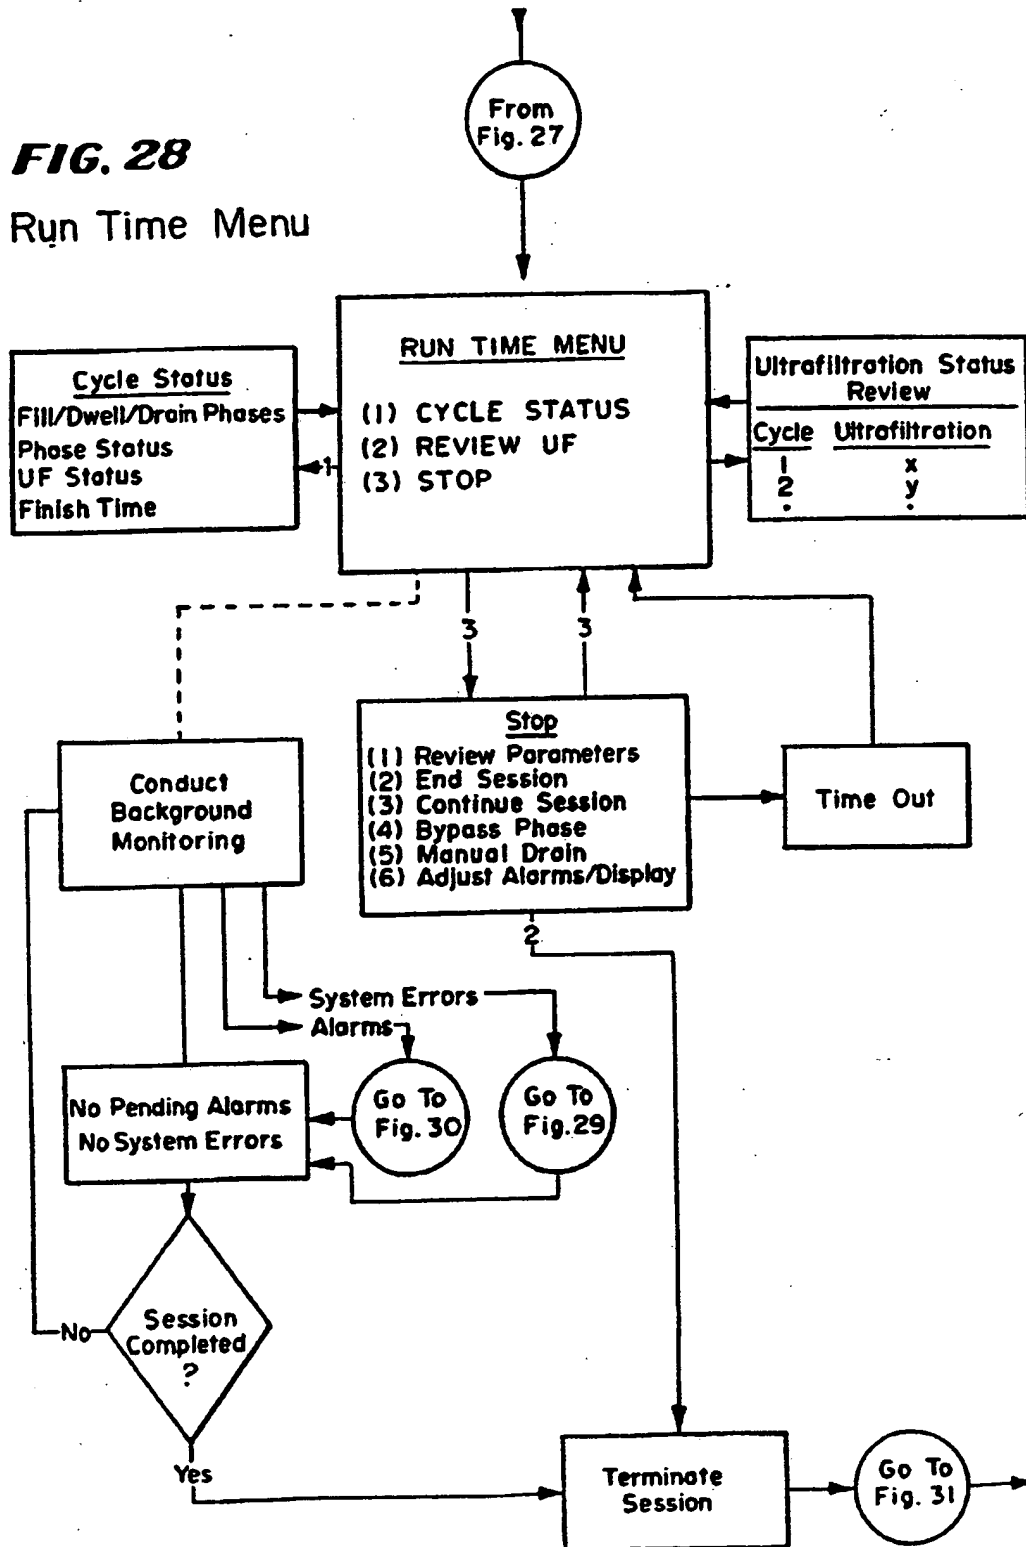 From
Fig. 27
FIG. 28
Run Time Menu
RUN TIME MENU
(1) CYCLE STATUS
(2) REVIEW UF
(3) STOP
Cycle Status
Fill/Dwell/Drain Phases
Phase Status
UF Status
Finish Time
1
Ultrafiltration Status
Review
Cycle Ultrafiltration
1 x
2 y
. .
3
3
Stop
(1) Review Parameters
(2) End Session
(3) Continue Session
(4) Bypass Phase
(5) Manual Drain
(6) Adjust Alarms/Display
Time Out
2
Conduct
Background
Monitoring
System Errors
Alarms
Go To
Fig. 30
Go To
Fig. 29
No Pending Alarms
No System Errors
Session
Completed
?
No
Yes
Terminate
Session
Go To
Fig. 31